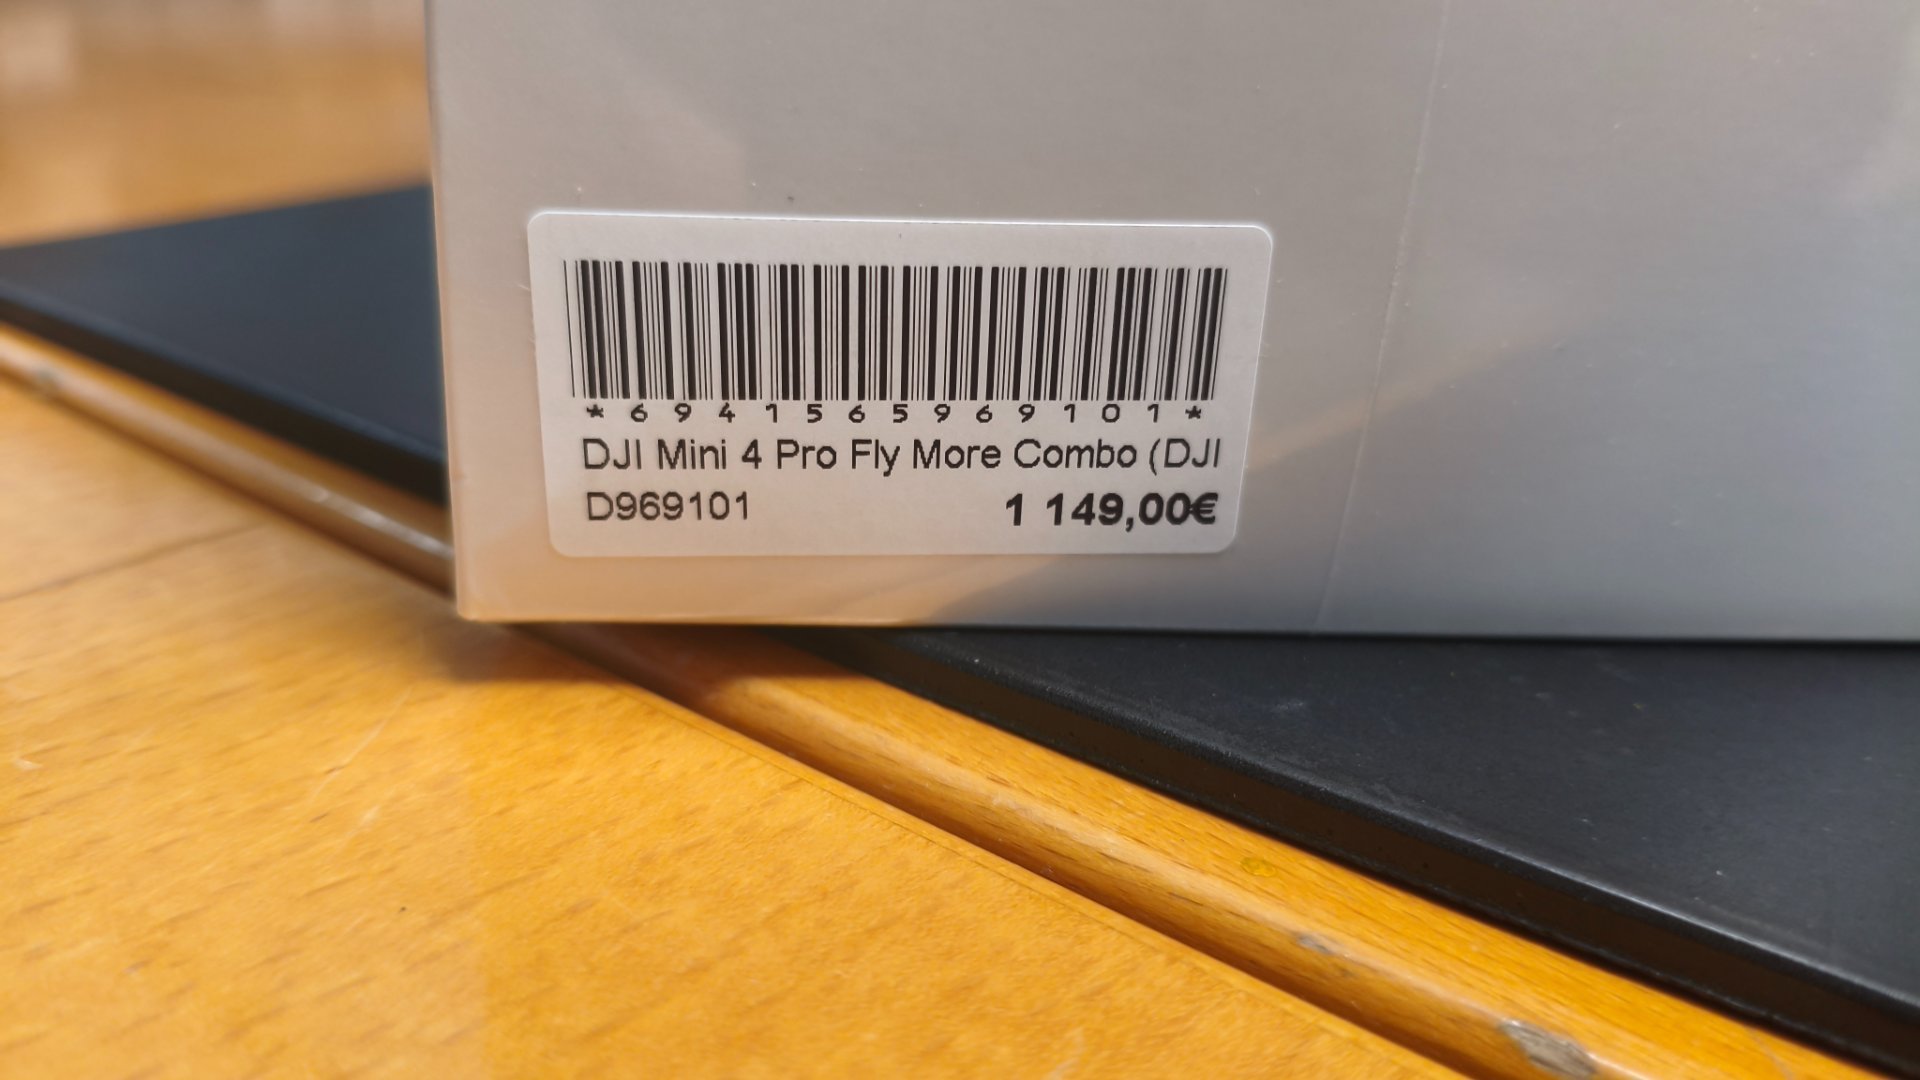 *6941565969101*
DJI Mini 4 Pro Fly More Combo (DJI
D969101 1 149,00€